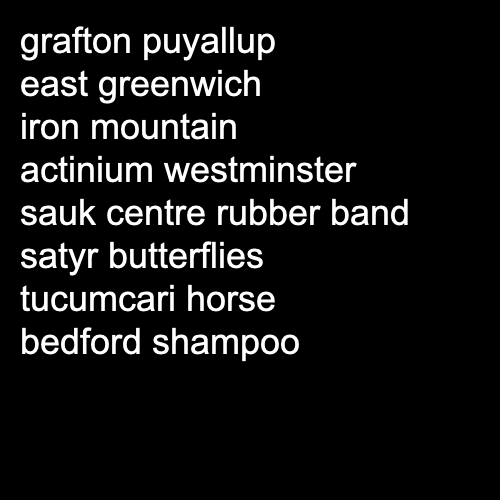 grafton puyallup
east greenwich
iron mountain
actinium westminster
sauk centre rubber band
satyr butterflies
tucumcari horse
bedford shampoo